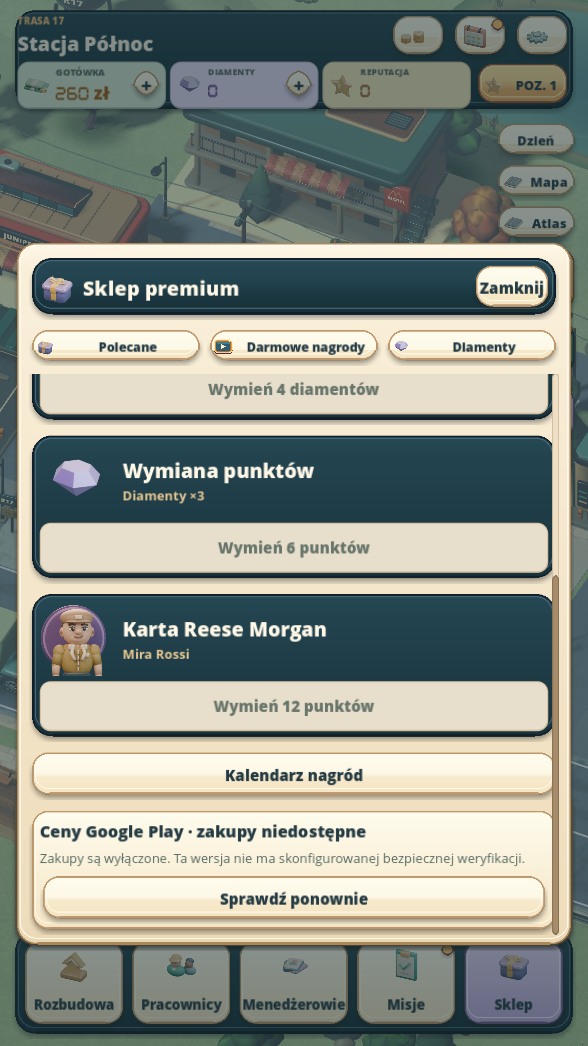 TRASA 17
Stacja Północ
GOTÓWKA
260 zł
+
DIAMENTY
0
+
REPUTACJA
0
POZ. 1
Dzień
Mapa
Atlas
MOTEL
Sklep premium
Zamknij
Polecane
Darmowe nagrody
Diamenty
Wymień 4 diamentów
Wymiana punktów
Diamenty ×3
Wymień 6 punktów
Karta Reese Morgan
Mira Rossi
Wymień 12 punktów
Kalendarz nagród
Ceny Google Play · zakupy niedostępne
Zakupy są wyłączone. Ta wersja nie ma skonfigurowanej bezpiecznej weryfikacji.
Sprawdź ponownie
Rozbudowa
Pracownicy
Menedżerowie
Misje
Sklep